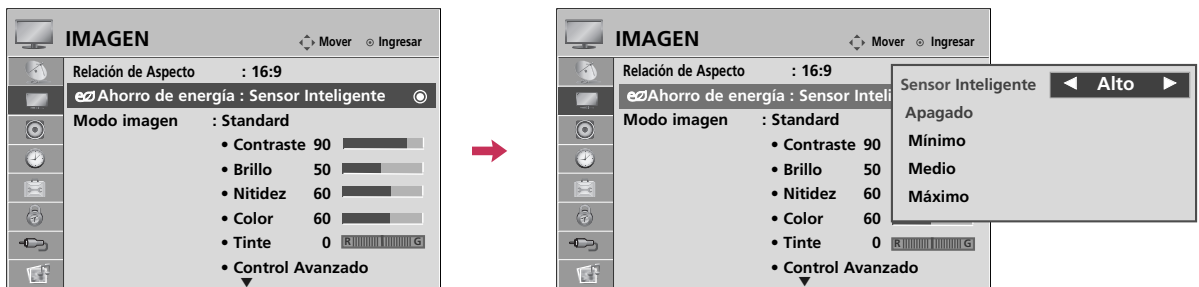 IMAGEN Mover Ingresar
Relación de Aspecto : 16:9
Ahorro de energía : Sensor Inteligente
Modo imagen : Standard
• Contraste 90
• Brillo 50
• Nitidez 60
• Color 60
• Tinte 0 R G
• Control Avanzado
IMAGEN Mover Ingresar
Relación de Aspecto : 16:9
Ahorro de energía : Sensor Inteli
Modo imagen : Standard
• Contraste 90
• Brillo 50
• Nitidez 60
• Color 60
• Tinte 0 R G
• Control Avanzado
Sensor Inteligente ◀ Alto ▶
Apagado
Mínimo
Medio
Máximo